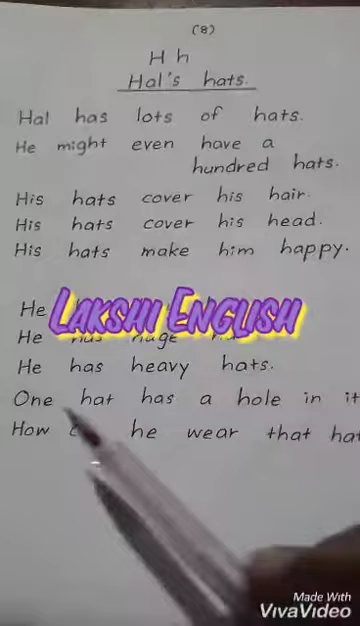 (8)
H h
Hal's hats.
Hal has lots of hats.
He might even have a
hundred hats.
His hats cover his hair.
His hats cover his head.
His hats make him happy.
He
LAKSHI ENGLISH
He has huge
He has heavy hats.
One hat has a hole in it
How he wear that hat
Made With
VivaVideo